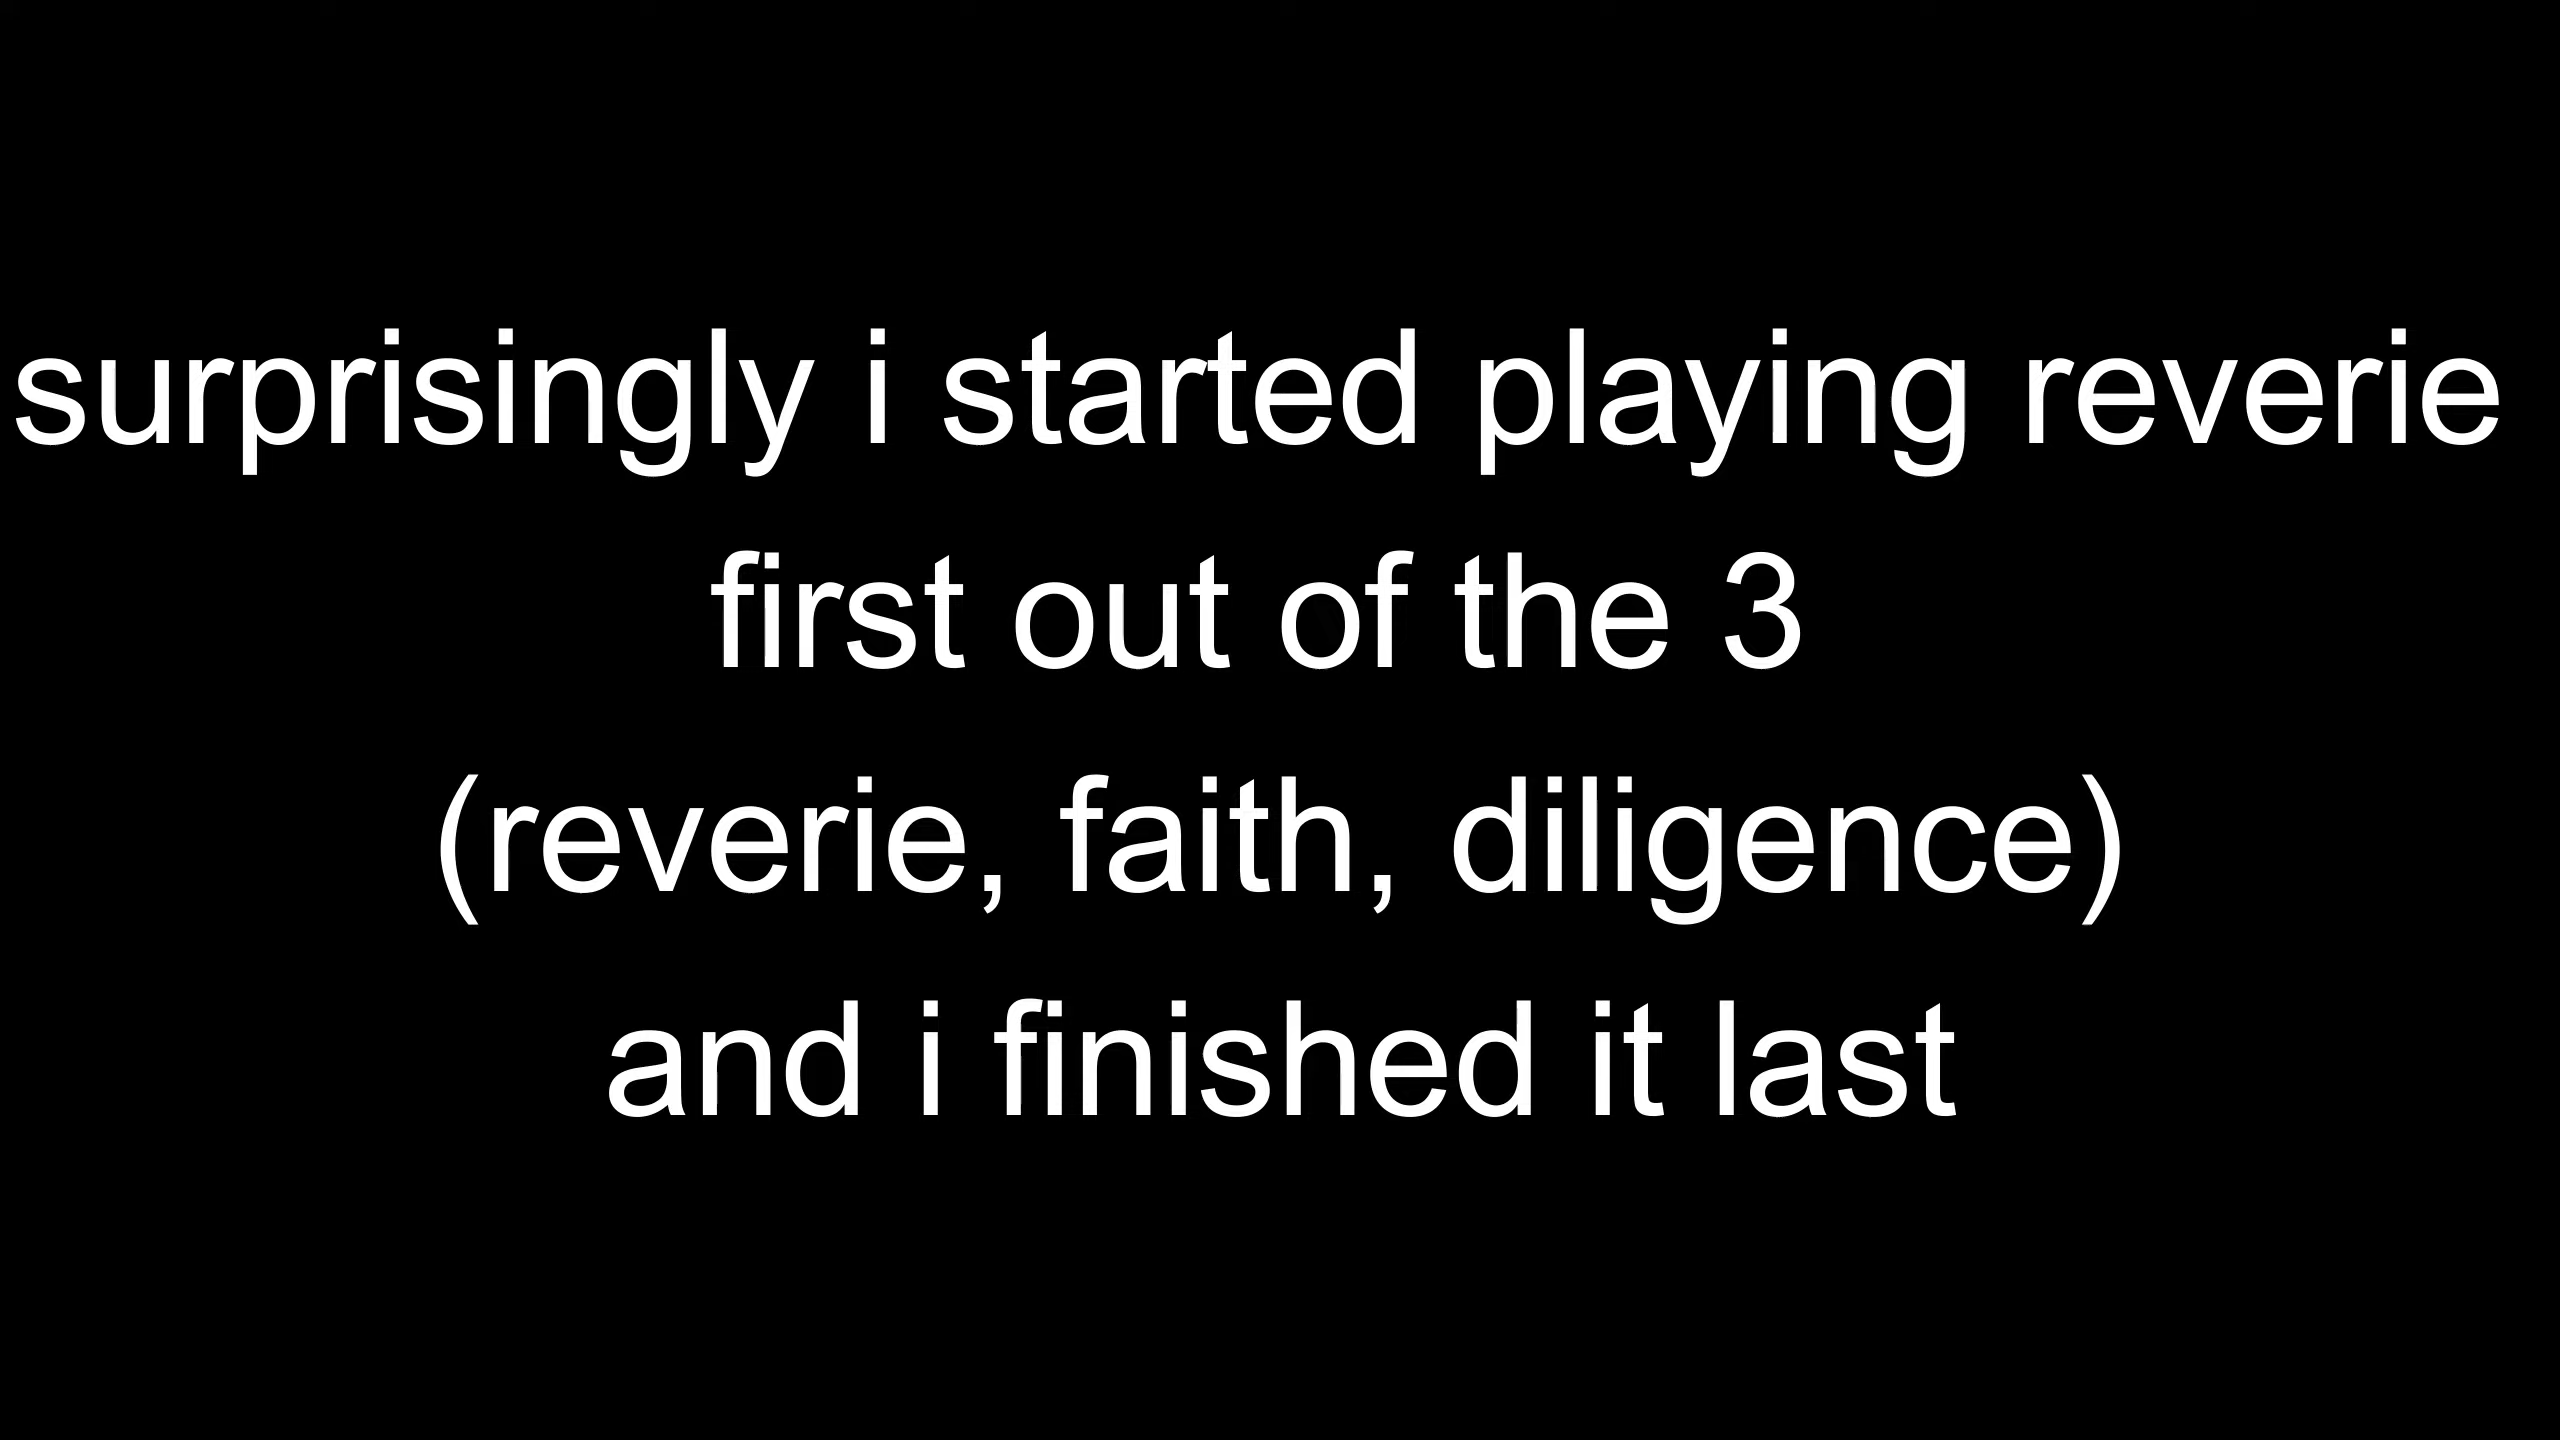 surprisingly i started playing reverie
first out of the 3
(reverie, faith, diligence)
and i finished it last